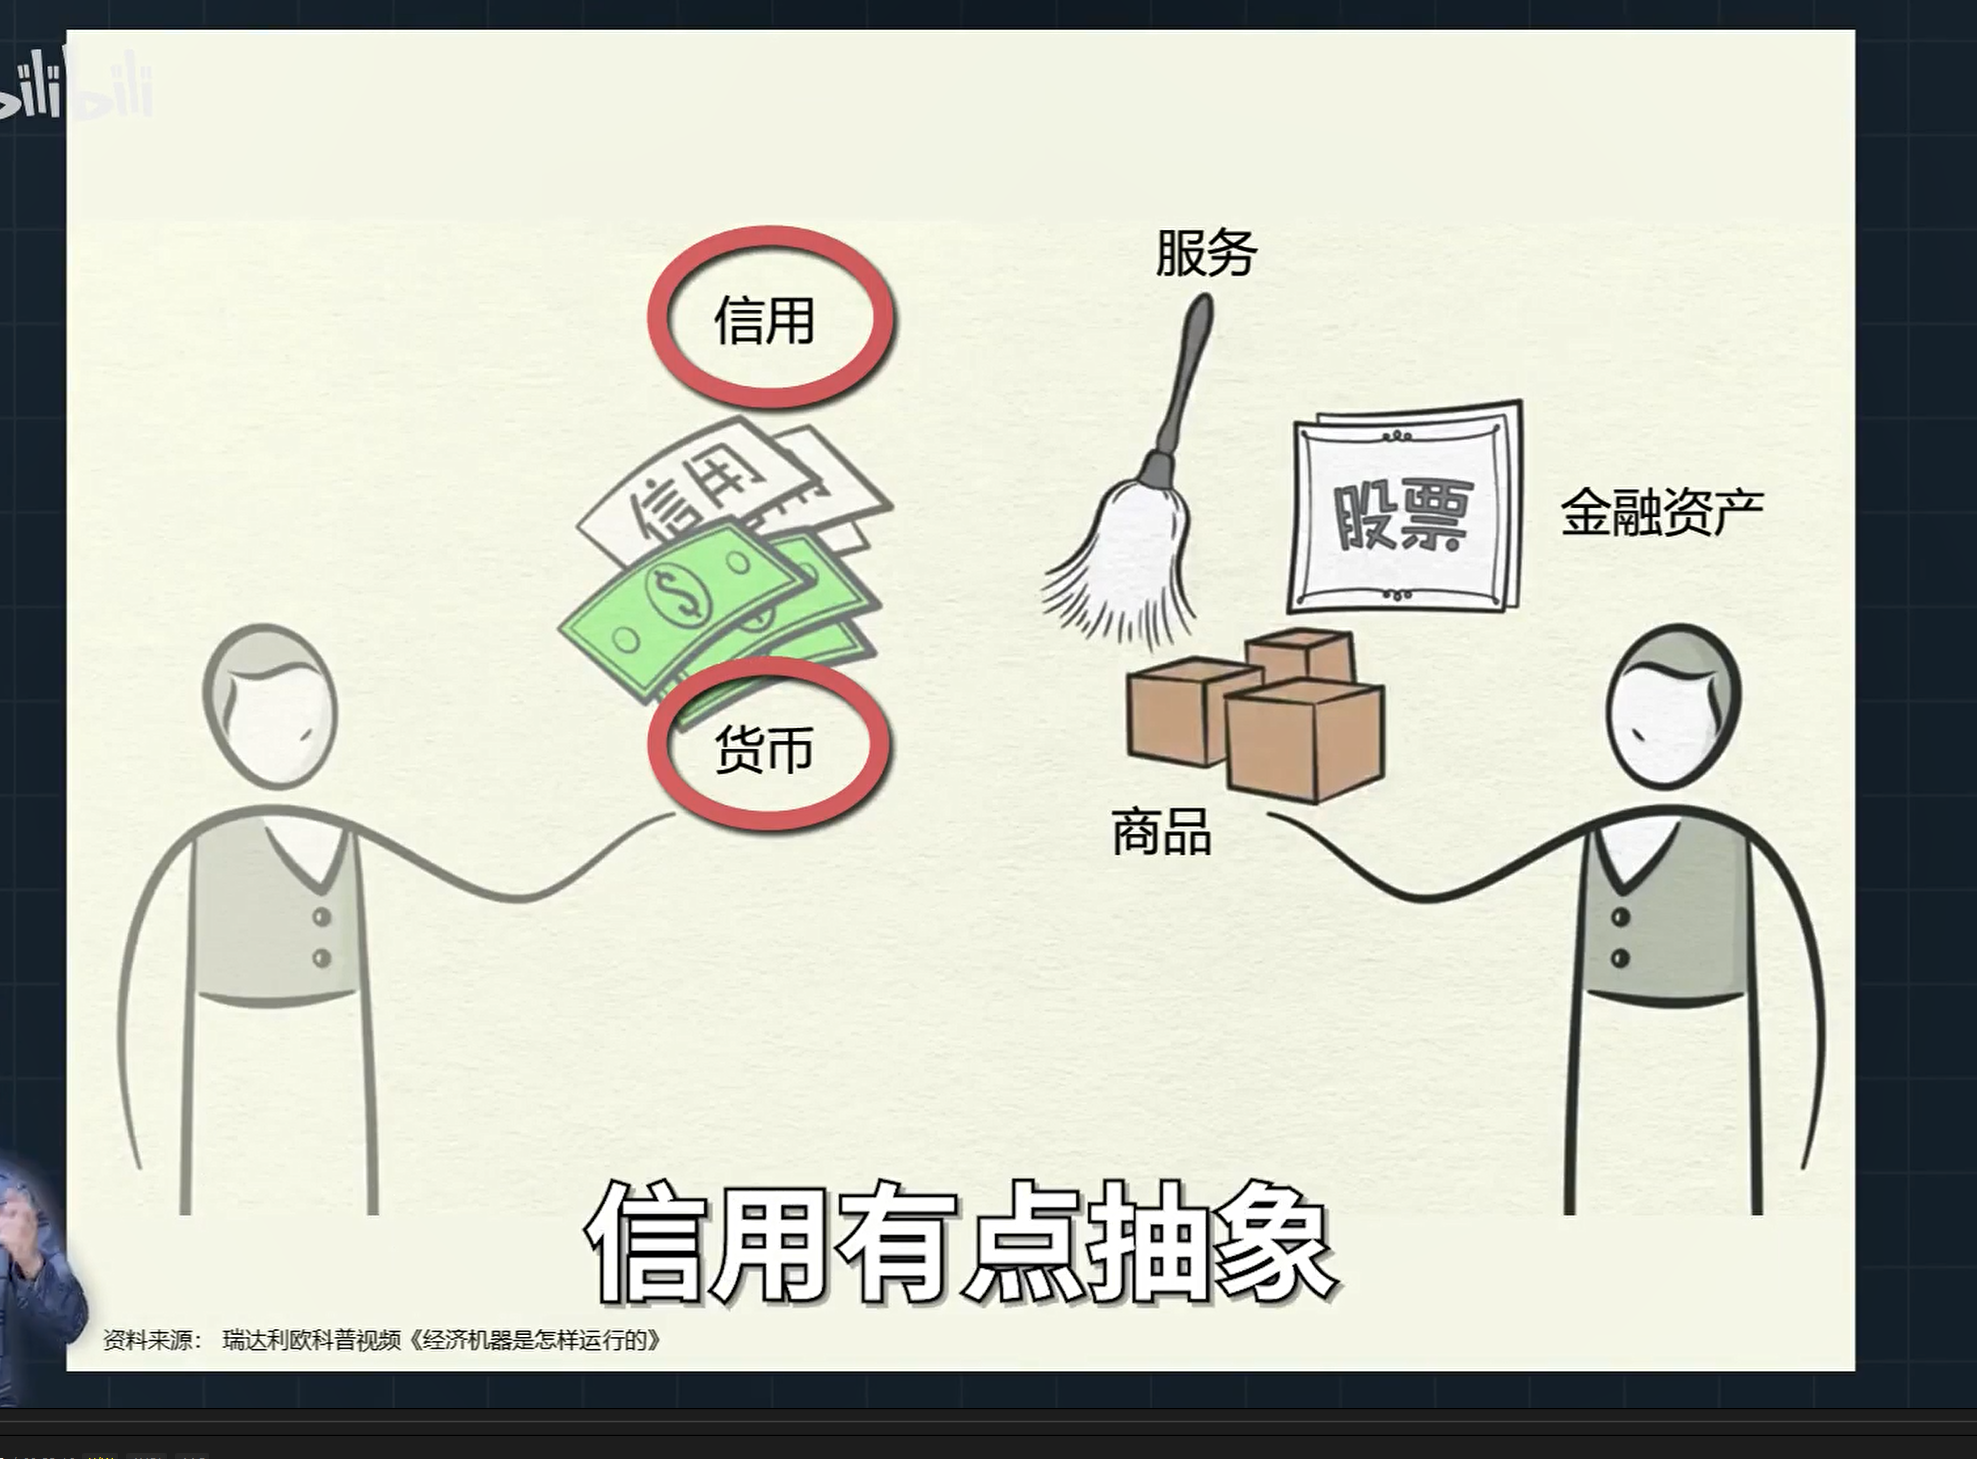 bilibili
信用
服务
信用
股票
金融资产
货币
商品
信用有点抽象
资料来源： 瑞达利欧科普视频《经济机器是怎样运行的》